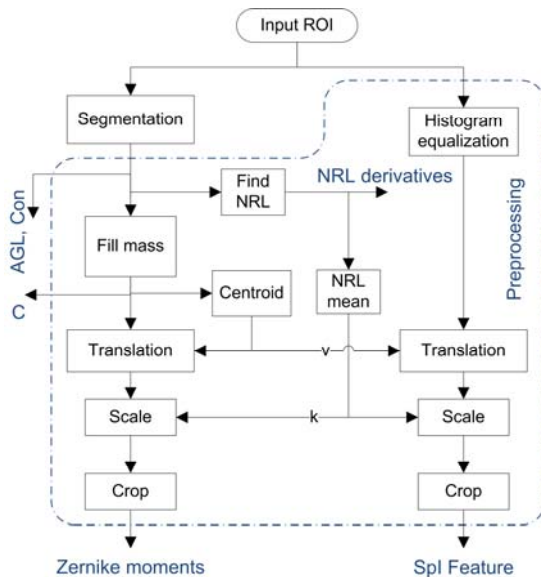 Input ROI
Segmentation
Histogram
equalization
AGL, Con
Find
NRL
NRL derivatives
Preprocessing
Fill mass
C
Centroid
NRL
mean
Translation
v
Translation
Scale
k
Scale
Crop
Crop
Zernike moments
Spl Feature